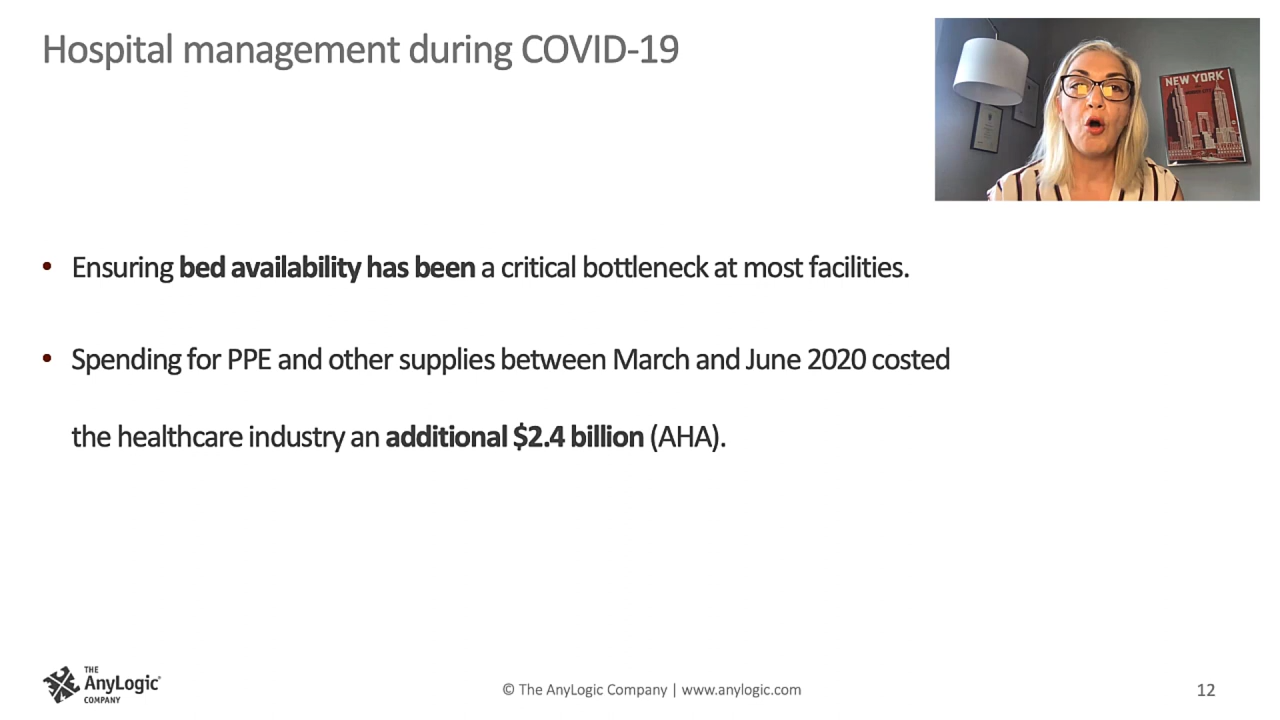 Hospital management during COVID-19
NEW YORK
• Ensuring bed availability has been a critical bottleneck at most facilities.
• Spending for PPE and other supplies between March and June 2020 costed
the healthcare industry an additional $2.4 billion (AHA).
THE
AnyLogic®
COMPANY
© The AnyLogic Company | www.anylogic.com
12